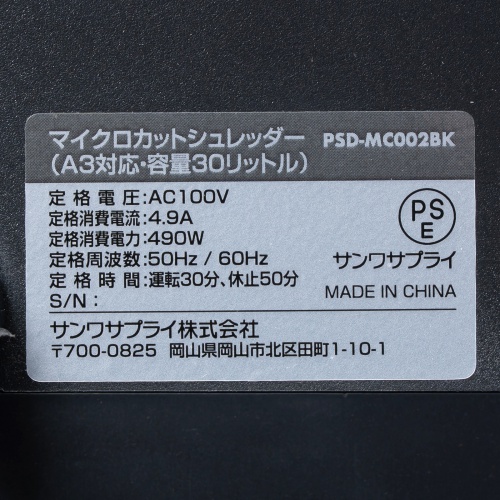 マイクロカットシュレッダー PSD-MC002BK
（A3対応・容量30リットル）
定格電圧：AC100V
定格消費電流：4.9A
定格消費電力：490W
定格周波数：50Hz / 60Hz
定格時間：運転30分、休止50分
S/N：
PS
E
サンワサプライ
MADE IN CHINA
サンワサプライ株式会社
〒700-0825 岡山県岡山市北区田町1-10-1